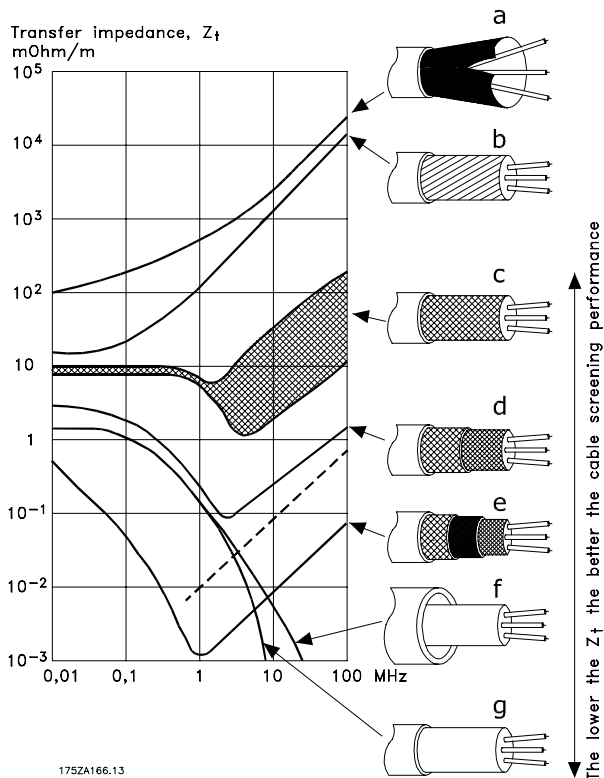 Transfer impedance, Zt
mOhm/m
10⁵
10⁴
10³
10²
10
1
10⁻¹
10⁻²
10⁻³
0,01 0,1 1 10 100 MHz
a
b
c
d
e
f
g
The lower the Zt the better the cable screening performance
175ZA166.13